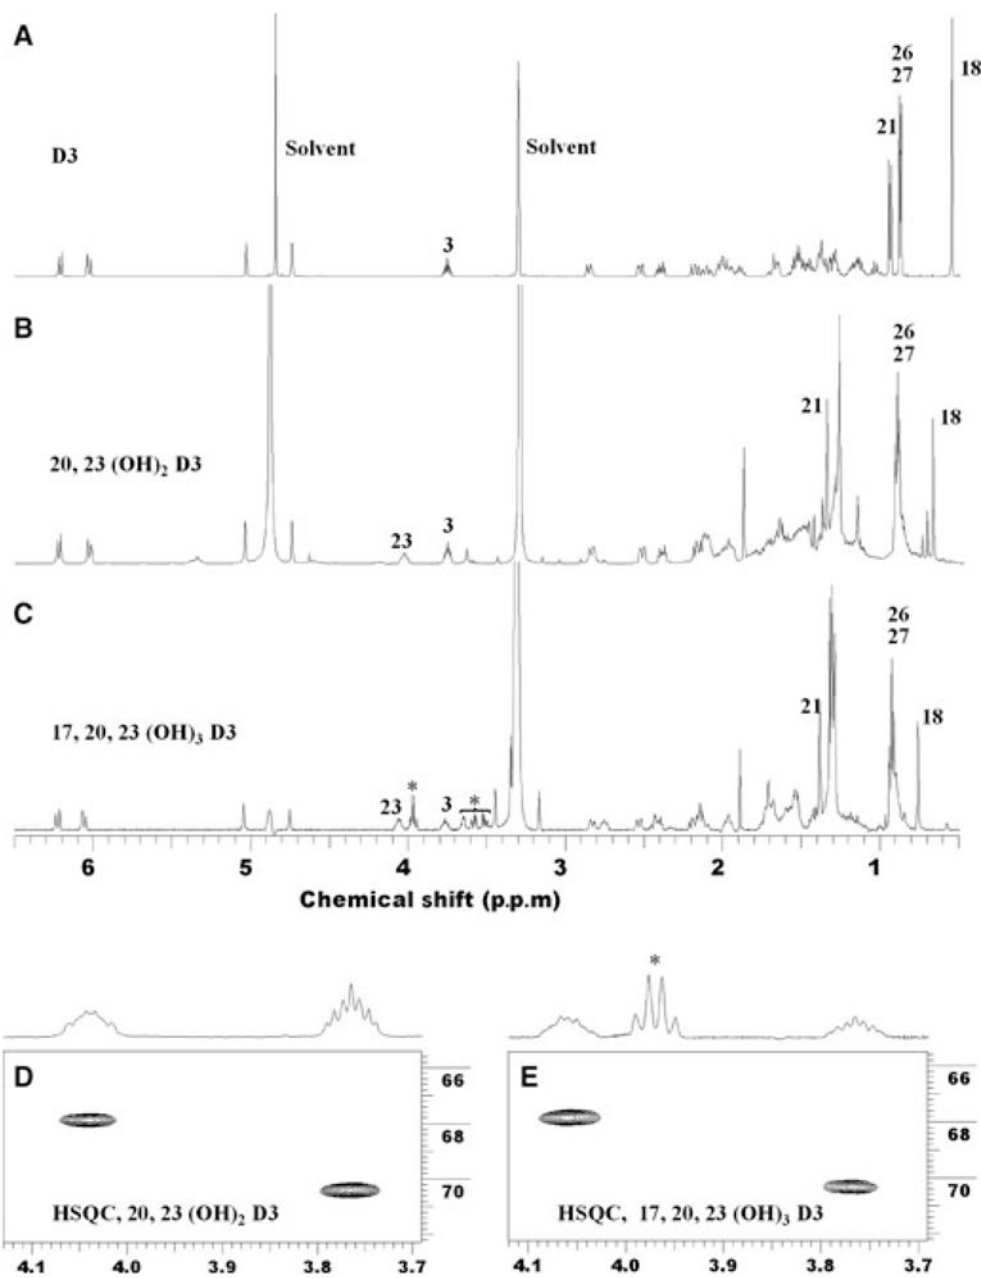 A
D3
Solvent
Solvent
3
21
26
27
18
B
20, 23 (OH)₂ D3
23
3
21
26
27
18
C
17, 20, 23 (OH)₃ D3
23
*
3
*
21
26
27
18
6 5 4 3 2 1
Chemical shift (p.p.m)
D
66
68
70
HSQC, 20, 23 (OH)₂ D3
4.1 4.0 3.9 3.8 3.7
*
E
66
68
70
HSQC, 17, 20, 23 (OH)₃ D3
4.1 4.0 3.9 3.8 3.7